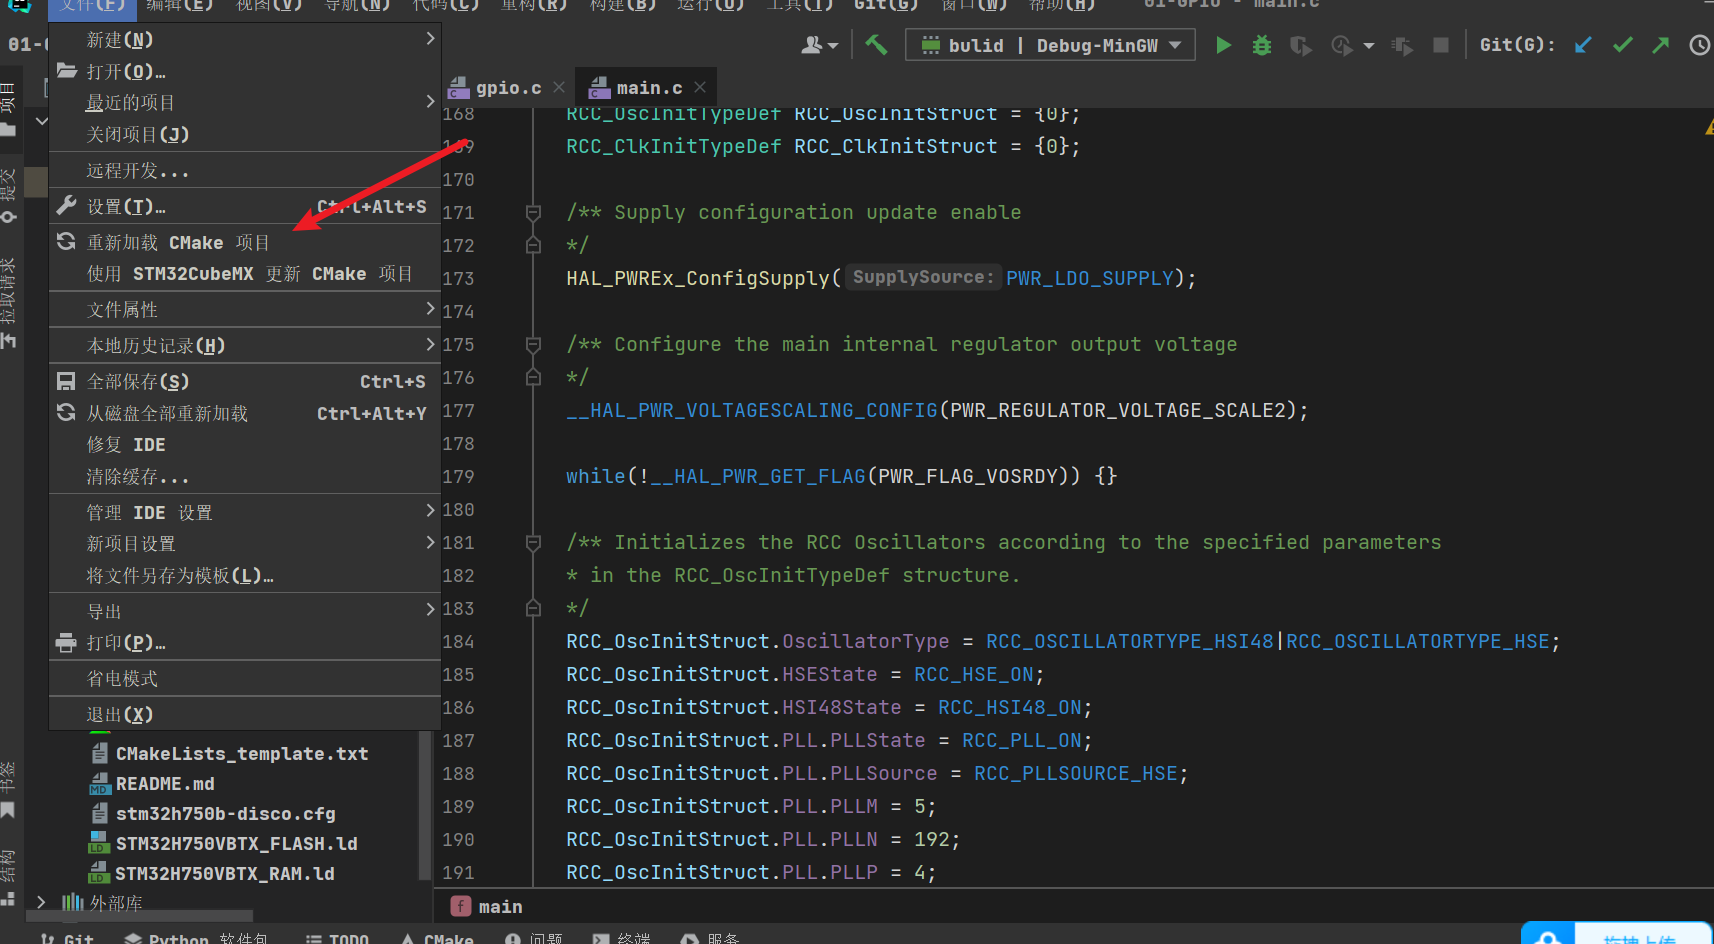 文件(F) 编辑(E) 视图(V) 导航(N) 代码(C) 重构(R) 构建(B) 运行(U) 工具(T) Git(G) 窗口(W) 帮助(H) 01-GPIO - main.c
bulid | Debug-MinGW Git(G):
gpio.c main.c
新建(N)
打开(O)…
最近的项目
关闭项目(J)
远程开发...
设置(T)… Ctrl+Alt+S
重新加载 CMake 项目
使用 STM32CubeMX 更新 CMake 项目
文件属性
本地历史记录(H)
全部保存(S) Ctrl+S
从磁盘全部重新加载 Ctrl+Alt+Y
修复 IDE
清除缓存...
管理 IDE 设置
新项目设置
将文件另存为模板(L)…
导出
打印(P)…
省电模式
退出(X)
项目
提交
拉取请求
书签
结构
CMakeLists_template.txt
README.md
stm32h750b-disco.cfg
STM32H750VBTX_FLASH.ld
STM32H750VBTX_RAM.ld
外部库
168 RCC_OscInitTypeDef RCC_OscInitStruct = {0};
169 RCC_ClkInitTypeDef RCC_ClkInitStruct = {0};
170
171 /** Supply configuration update enable
172 */
173 HAL_PWREx_ConfigSupply( SupplySource: PWR_LDO_SUPPLY);
174
175 /** Configure the main internal regulator output voltage
176 */
177 __HAL_PWR_VOLTAGESCALING_CONFIG(PWR_REGULATOR_VOLTAGE_SCALE2);
178
179 while(!__HAL_PWR_GET_FLAG(PWR_FLAG_VOSRDY)) {}
180
181 /** Initializes the RCC Oscillators according to the specified parameters
182 * in the RCC_OscInitTypeDef structure.
183 */
184 RCC_OscInitStruct.OscillatorType = RCC_OSCILLATORTYPE_HSI48|RCC_OSCILLATORTYPE_HSE;
185 RCC_OscInitStruct.HSEState = RCC_HSE_ON;
186 RCC_OscInitStruct.HSI48State = RCC_HSI48_ON;
187 RCC_OscInitStruct.PLL.PLLState = RCC_PLL_ON;
188 RCC_OscInitStruct.PLL.PLLSource = RCC_PLLSOURCE_HSE;
189 RCC_OscInitStruct.PLL.PLLM = 5;
190 RCC_OscInitStruct.PLL.PLLN = 192;
191 RCC_OscInitStruct.PLL.PLLP = 4;
f main
Git Python 软件包 TODO CMake 问题 终端 服务
拖拽上传